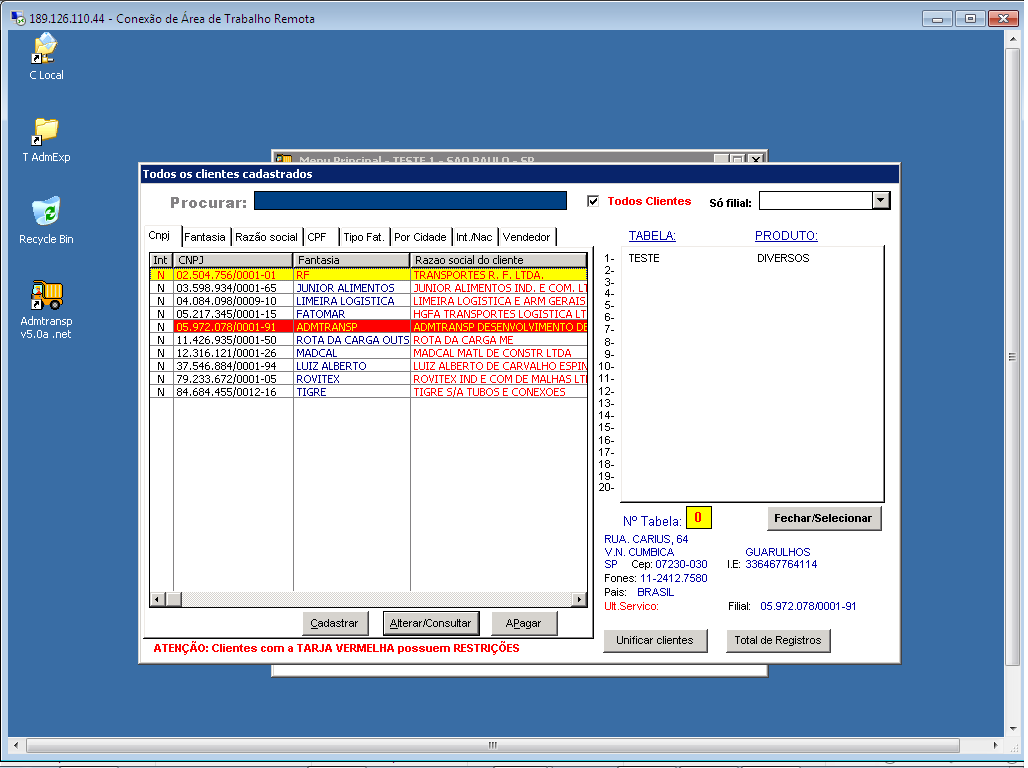 189.126.110.44 - Conexão de Área de Trabalho Remota
C Local
T AdmExp
Recycle Bin
Admtransp
v5.0a .net
Menu Principal - TESTE 1 - SAO PAULO - SP
Todos os clientes cadastrados
Procurar:
Todos Clientes
Só filial:
Cnpj
Fantasia
Razão social
CPF
Tipo Fat.
Por Cidade
Int./Nac
Vendedor
Int CNPJ Fantasia Razao social do cliente
N 02.504.756/0001-01 RF TRANSPORTES R. F. LTDA.
N 03.598.934/0001-65 JUNIOR ALIMENTOS JUNIOR ALIMENTOS IND. E COM. LT
N 04.084.098/0009-10 LIMEIRA LOGISTICA LIMEIRA LOGISTICA E ARM GERAIS
N 05.217.345/0001-15 FATOMAR HGFA TRANSPORTES LOGISTICA LT
N 05.972.078/0001-91 ADMTRANSP ADMTRANSP DESENVOLVIMENTO DE
N 11.426.935/0001-50 ROTA DA CARGA OUTS ROTA DA CARGA ME
N 12.316.121/0001-26 MADCAL MADCAL MATL DE CONSTR LTDA
N 37.546.884/0001-94 LUIZ ALBERTO LUIZ ALBERTO DE CARVALHO ESPIN
N 79.233.672/0001-05 ROVITEX ROVITEX IND E COM DE MALHAS LTI
N 84.684.455/0012-16 TIGRE TIGRE S/A TUBOS E CONEXOES
Cadastrar
Alterar/Consultar
APagar
ATENÇÃO: Clientes com a TARJA VERMELHA possuem RESTRIÇÕES
TABELA: PRODUTO:
1- TESTE DIVERSOS
2-
3-
4-
5-
6-
7-
8-
9-
10-
11-
12-
13-
14-
15-
16-
17-
18-
19-
20-
Nº Tabela: 0
Fechar/Selecionar
RUA. CARIUS, 64
V.N. CUMBICA GUARULHOS
SP Cep: 07230-030 I.E: 336467764114
Fones: 11-2412.7580
Pais: BRASIL
Ult.Servico: Filial: 05.972.078/0001-91
Unificar clientes
Total de Registros